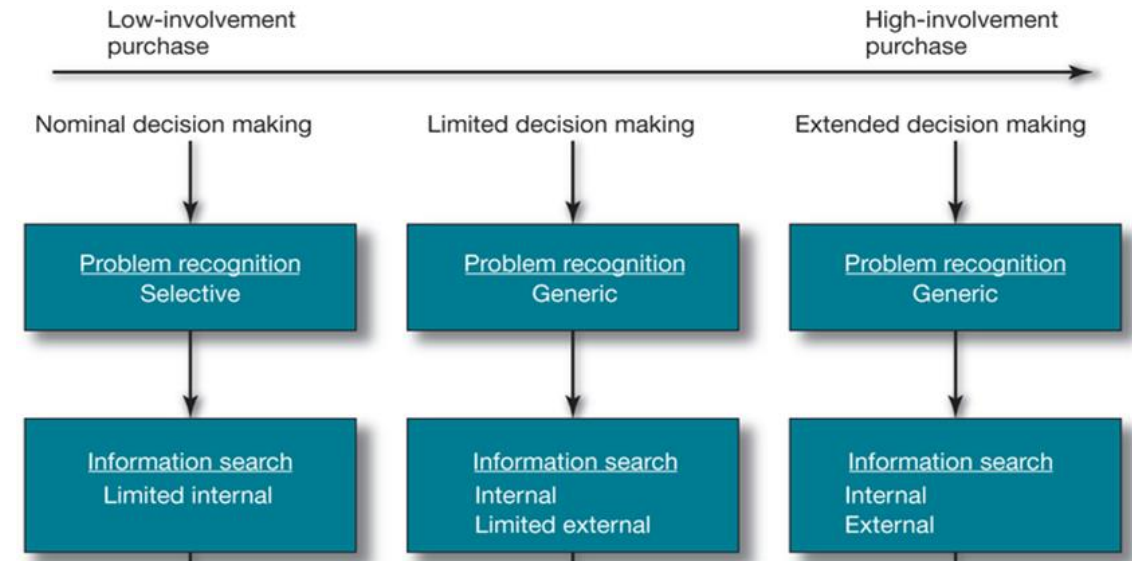 Low-involvement
purchase
High-involvement
purchase
Nominal decision making
Limited decision making
Extended decision making
Problem recognition
Selective
Problem recognition
Generic
Problem recognition
Generic
Information search
Limited internal
Information search
Internal
Limited external
Information search
Internal
External